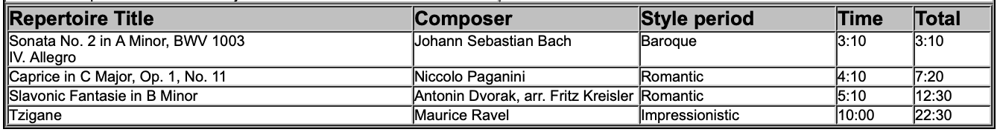 Repertoire Title Composer Style period Time Total
Sonata No. 2 in A Minor, BWV 1003 Johann Sebastian Bach Baroque 3:10 3:10
IV. Allegro
Caprice in C Major, Op. 1, No. 11 Niccolo Paganini Romantic 4:10 7:20
Slavonic Fantasie in B Minor Antonin Dvorak, arr. Fritz Kreisler Romantic 5:10 12:30
Tzigane Maurice Ravel Impressionistic 10:00 22:30